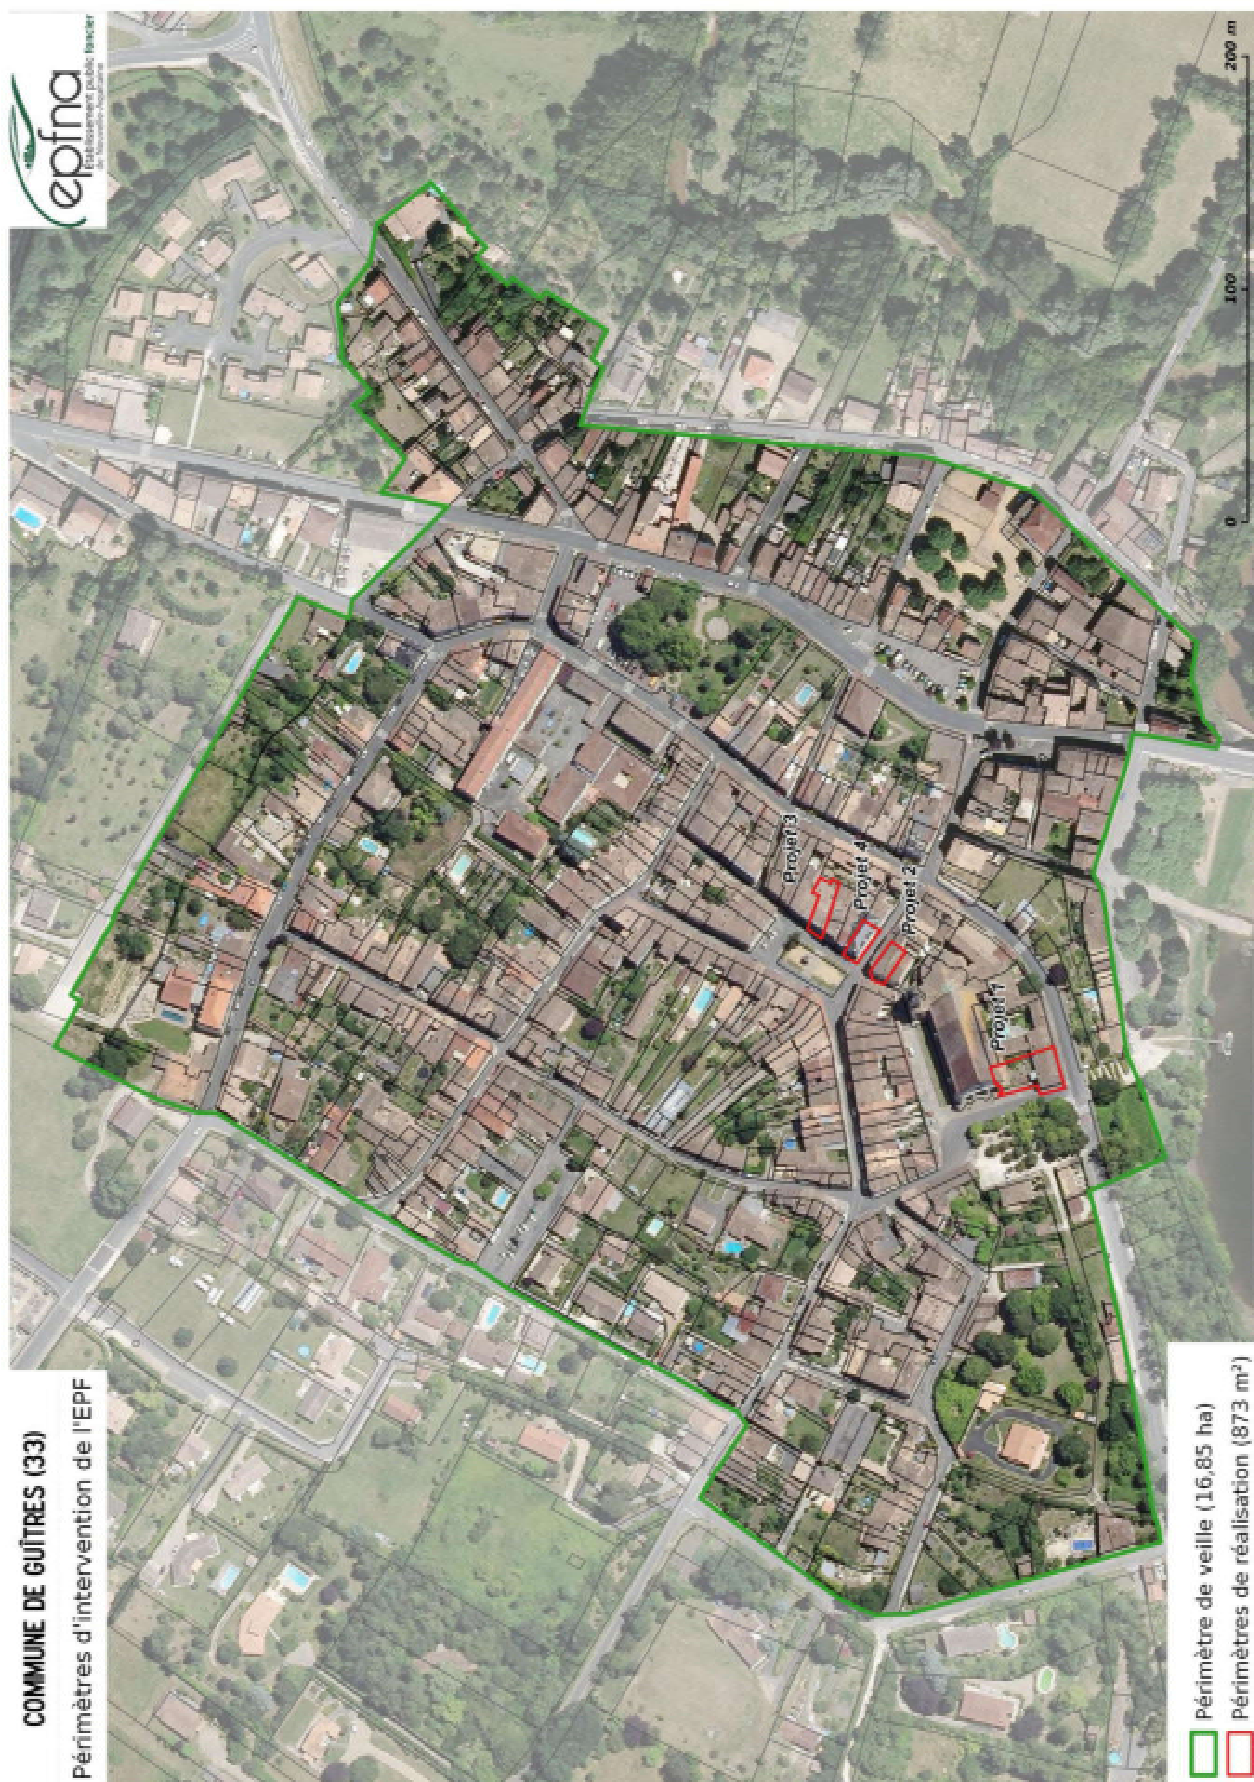 COMMUNE DE GUÎTRES (33)
Périmètres d'intervention de l'EPF
epfna
Établissement public foncier
de Nouvelle-Aquitaine
Projet 3
Projet 4
Projet 2
Projet 1
Périmètre de veille (16,85 ha)
Périmètres de réalisation (873 m²)
0 100 200 m